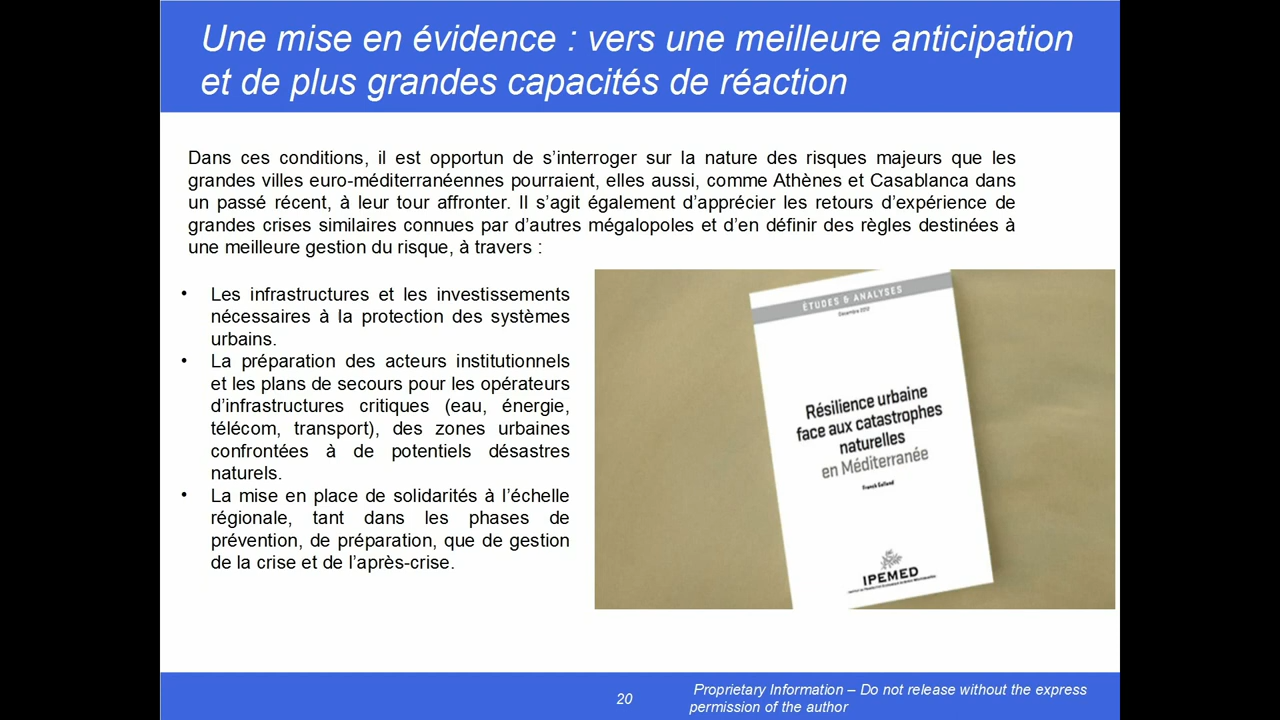 Une mise en évidence : vers une meilleure anticipation
et de plus grandes capacités de réaction
Dans ces conditions, il est opportun de s’interroger sur la nature des risques majeurs que les
grandes villes euro-méditerranéennes pourraient, elles aussi, comme Athènes et Casablanca dans
un passé récent, à leur tour affronter. Il s’agit également d’apprécier les retours d’expérience de
grandes crises similaires connues par d’autres mégalopoles et d’en définir des règles destinées à
une meilleure gestion du risque, à travers :
• Les infrastructures et les investissements
nécessaires à la protection des systèmes
urbains.
• La préparation des acteurs institutionnels
et les plans de secours pour les opérateurs
d’infrastructures critiques (eau, énergie,
télécom, transport), des zones urbaines
confrontées à de potentiels désastres
naturels.
• La mise en place de solidarités à l’échelle
régionale, tant dans les phases de
prévention, de préparation, que de gestion
de la crise et de l’après-crise.
ÉTUDES & ANALYSES
Résilience urbaine
face aux catastrophes
naturelles
en Méditerranée
Franck Galland
IPEMED
20
Proprietary Information – Do not release without the express
permission of the author